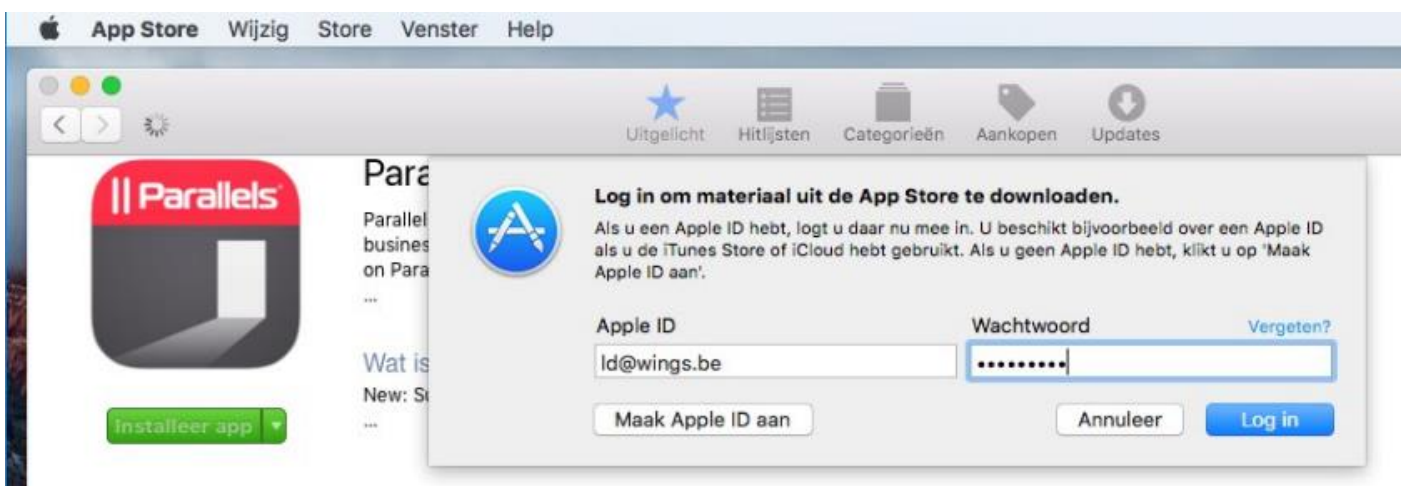 App Store Wijzig Store Venster Help
Uitgelicht Hitlijsten Categorieën Aankopen Updates
|| Parallels
Para
Parallel
busines
on Para
...
Wat is
New: Su
...
Installeer app
Log in om materiaal uit de App Store te downloaden.
Als u een Apple ID hebt, logt u daar nu mee in. U beschikt bijvoorbeeld over een Apple ID
als u de iTunes Store of iCloud hebt gebruikt. Als u geen Apple ID hebt, klikt u op 'Maak
Apple ID aan'.
Apple ID Wachtwoord Vergeten?
ld@wings.be •••••••••
Maak Apple ID aan Annuleer Log in